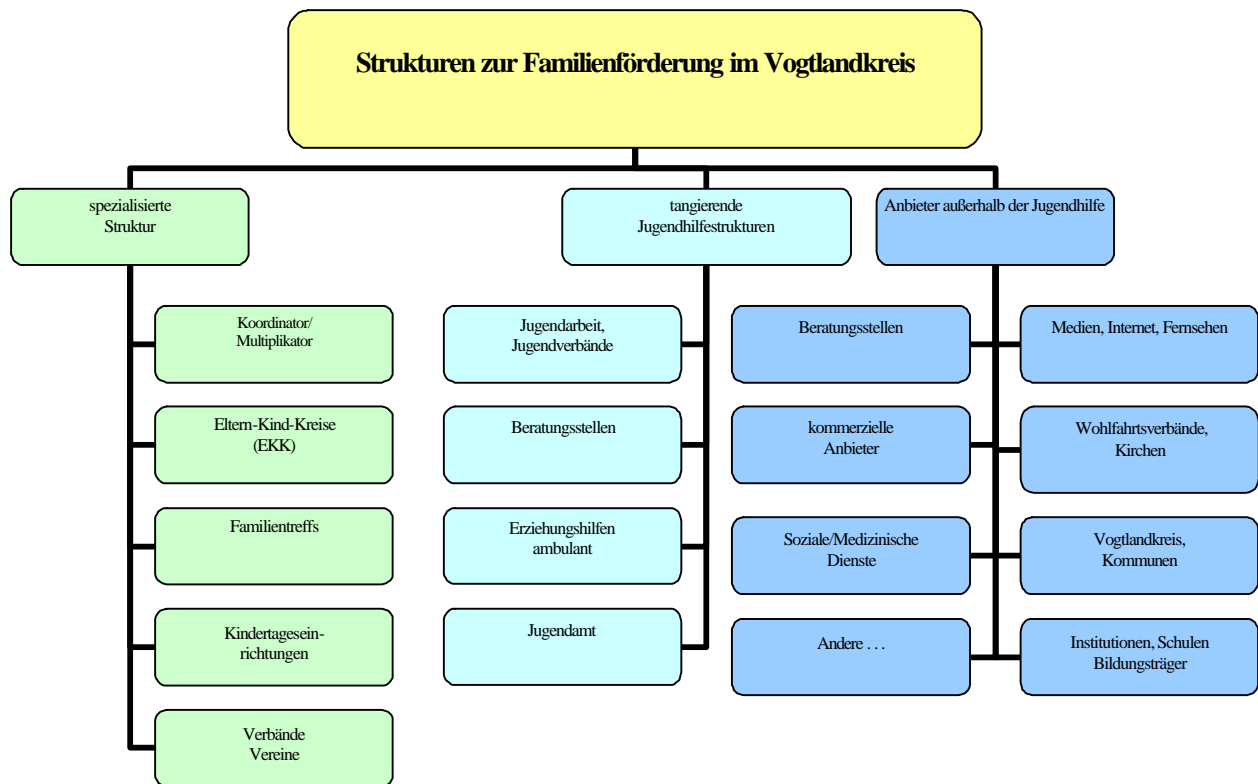 Strukturen zur Familienförderung im Vogtlandkreis
spezialisierte
Struktur
tangierende
Jugendhilfestrukturen
Anbieter außerhalb der Jugendhilfe
Koordinator/
Multiplikator
Eltern-Kind-Kreise
(EKK)
Familientreffs
Kindertagesein-
richtungen
Verbände
Vereine
Jugendarbeit,
Jugendverbände
Beratungsstellen
Erziehungshilfen
ambulant
Jugendamt
Beratungsstellen
kommerzielle
Anbieter
Soziale/Medizinische
Dienste
Andere . . .
Medien, Internet, Fernsehen
Wohlfahrtsverbände,
Kirchen
Vogtlandkreis,
Kommunen
Institutionen, Schulen
Bildungsträger